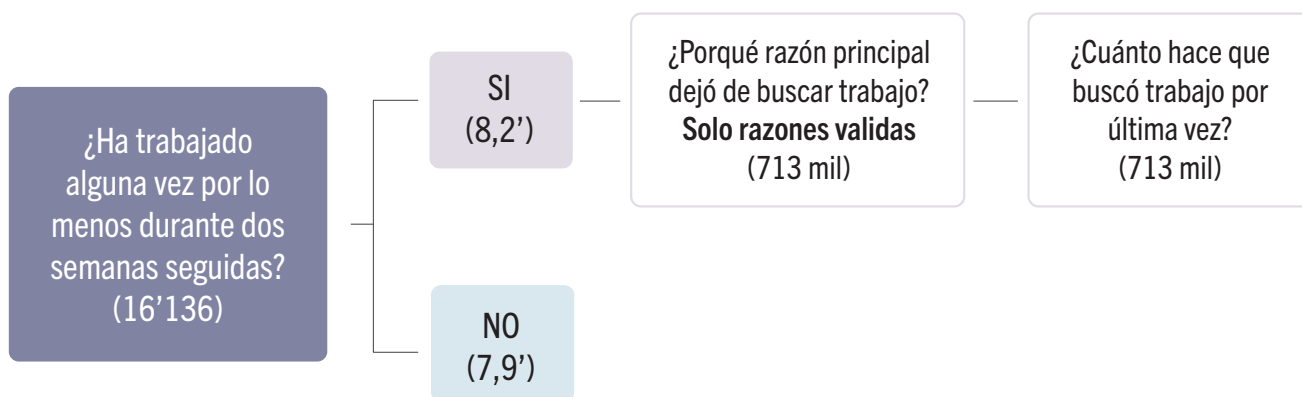 ¿Ha trabajado
alguna vez por lo
menos durante dos
semanas seguidas?
(16’136)
SI
(8,2’)
¿Porqué razón principal
dejó de buscar trabajo?
Solo razones validas
(713 mil)
¿Cuánto hace que
buscó trabajo por
última vez?
(713 mil)
NO
(7,9’)